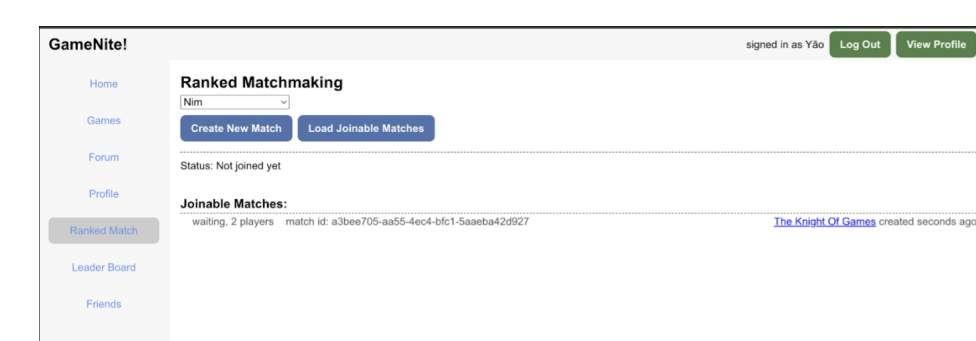 GameNite!
signed in as Yāo Log Out View Profile
Home
Games
Forum
Profile
Ranked Match
Leader Board
Friends
Ranked Matchmaking
Nim
Create New Match Load Joinable Matches
Status: Not joined yet
Joinable Matches:
waiting, 2 players match id: a3bee705-aa55-4ec4-bfc1-5aaeba42d927 The Knight Of Games created seconds ago